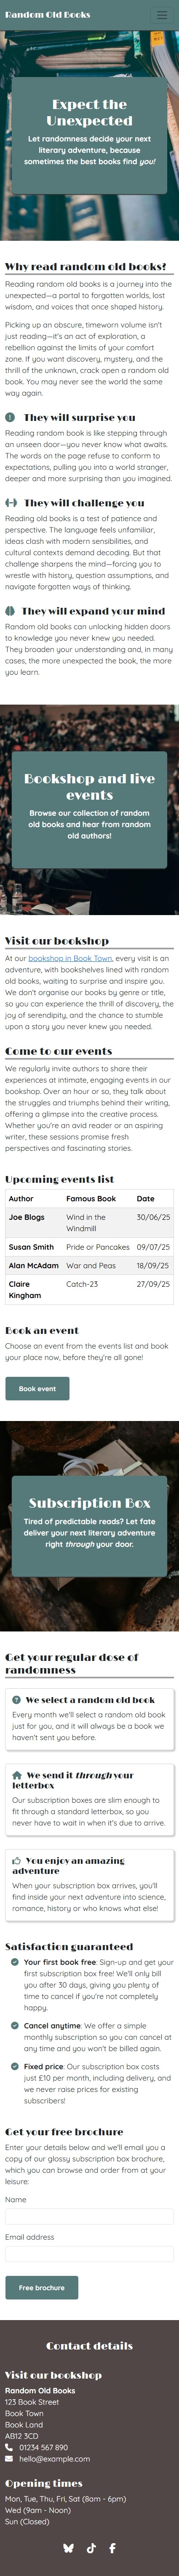 Random Old Books
Expect the
Unexpected
Let randomness decide your next
literary adventure, because
sometimes the best books find you!
Why read random old books?
Reading random old books is a journey into the
unexpected—a portal to forgotten worlds, lost
wisdom, and voices that once shaped history.
Picking up an obscure, timeworn volume isn't
just reading—it's an act of exploration, a
rebellion against the limits of your comfort
zone. If you want discovery, mystery, and the
thrill of the unknown, crack open a random old
book. You may never see the world the same
way again.
They will surprise you
Reading random book is like stepping through
an unseen door—you never know what awaits.
The words on the page refuse to conform to
expectations, pulling you into a world stranger,
deeper and more surprising than you imagined.
They will challenge you
Reading old books is a test of patience and
perspective. The language feels unfamiliar,
ideas clash with modern sensibilities, and
cultural contexts demand decoding. But that
challenge sharpens the mind—forcing you to
wrestle with history, question assumptions, and
navigate forgotten ways of thinking.
They will expand your mind
Random old books can unlocking hidden doors
to knowledge you never knew you needed.
They broaden your understanding and, in many
cases, the more unexpected the book, the more
you learn.
Bookshop and live
events
Browse our collection of random
old books and hear from random
old authors!
Visit our bookshop
At our bookshop in Book Town, every visit is an
adventure, with bookshelves lined with random
old books, waiting to surprise and inspire you.
We don't organise our books by genre or title,
so you can experience the thrill of discovery, the
joy of serendipity, and the chance to stumble
upon a story you never knew you needed.
Come to our events
We regularly invite authors to share their
experiences at intimate, engaging events in our
bookshop. Over an hour or so, they talk about
the struggles and triumphs behind their writing,
offering a glimpse into the creative process.
Whether you're an avid reader or an aspiring
writer, these sessions promise fresh
perspectives and fascinating stories.
Upcoming events list
Author Famous Book Date
Joe Blogs Wind in the 30/06/25
Windmill
Susan Smith Pride or Pancakes 09/07/25
Alan McAdam War and Peas 18/09/25
Claire Catch-23 27/09/25
Kingham
Book an event
Choose an event from the events list and book
your place now, before they're all gone!
Book event
Subscription Box
Tired of predictable reads? Let fate
deliver your next literary adventure
right through your door.
Get your regular dose of
randomness
We select a random old book
Every month we'll select a random old book
just for you, and it will always be a book we
haven't sent you before.
We send it through your
letterbox
Our subscription boxes are slim enough to
fit through a standard letterbox, so you
never have to wait in when it's due to arrive.
You enjoy an amazing
adventure
When your subscription box arrives, you'll
find inside your next adventure into science,
romance, history or who knows what else!
Satisfaction guaranteed
Your first book free: Sign-up and get your
first subscription box free! We'll only bill
you after 30 days, giving you plenty of
time to cancel if you're not completely
happy.
Cancel anytime: We offer a simple
monthly subscription so you can cancel at
any time and you won't be billed again.
Fixed price: Our subscription box costs
just £10 per month, including delivery, and
we never raise prices for existing
subscribers!
Get your free brochure
Enter your details below and we'll email you a
copy of our glossy subscription box brochure,
which you can browse and order from at your
leisure:
Name
Email address
Free brochure
Contact details
Visit our bookshop
Random Old Books
123 Book Street
Book Town
Book Land
AB12 3CD
01234 567 890
hello@example.com
Opening times
Mon, Tue, Thu, Fri, Sat (8am - 6pm)
Wed (9am - Noon)
Sun (Closed)